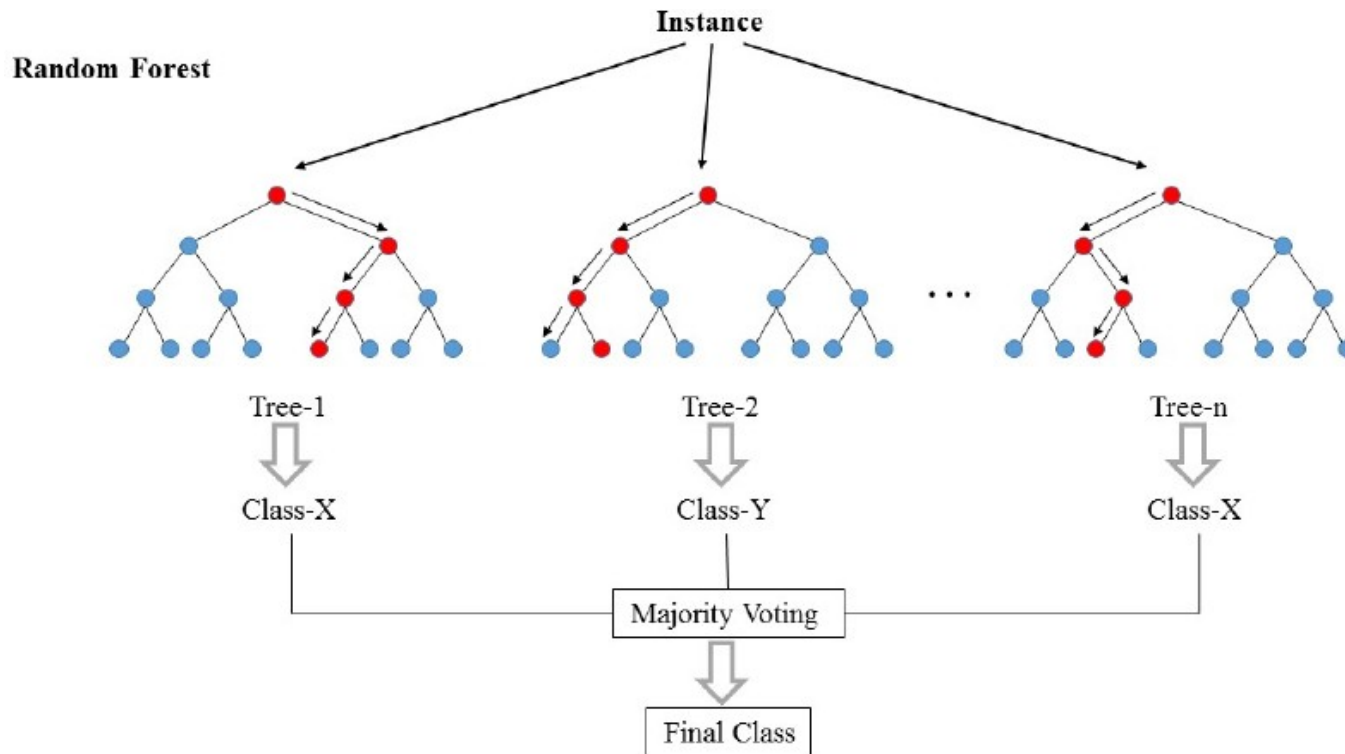 Instance
Random Forest
...
Tree-1
Tree-2
Tree-n
Class-X
Class-Y
Class-X
Majority Voting
Final Class